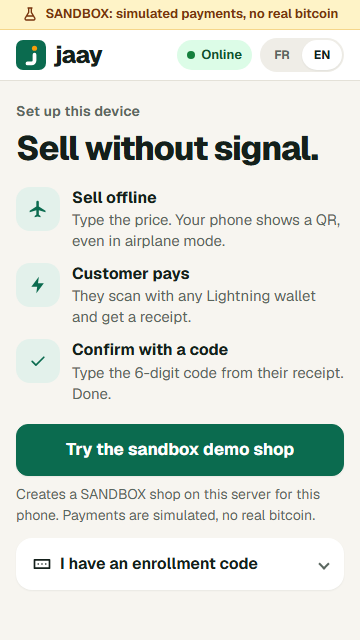 SANDBOX: simulated payments, no real bitcoin
jaay
Online
FR
EN
Set up this device
Sell without signal.
Sell offline
Type the price. Your phone shows a QR,
even in airplane mode.
Customer pays
They scan with any Lightning wallet
and get a receipt.
Confirm with a code
Type the 6-digit code from their receipt.
Done.
Try the sandbox demo shop
Creates a SANDBOX shop on this server for this
phone. Payments are simulated, no real bitcoin.
I have an enrollment code